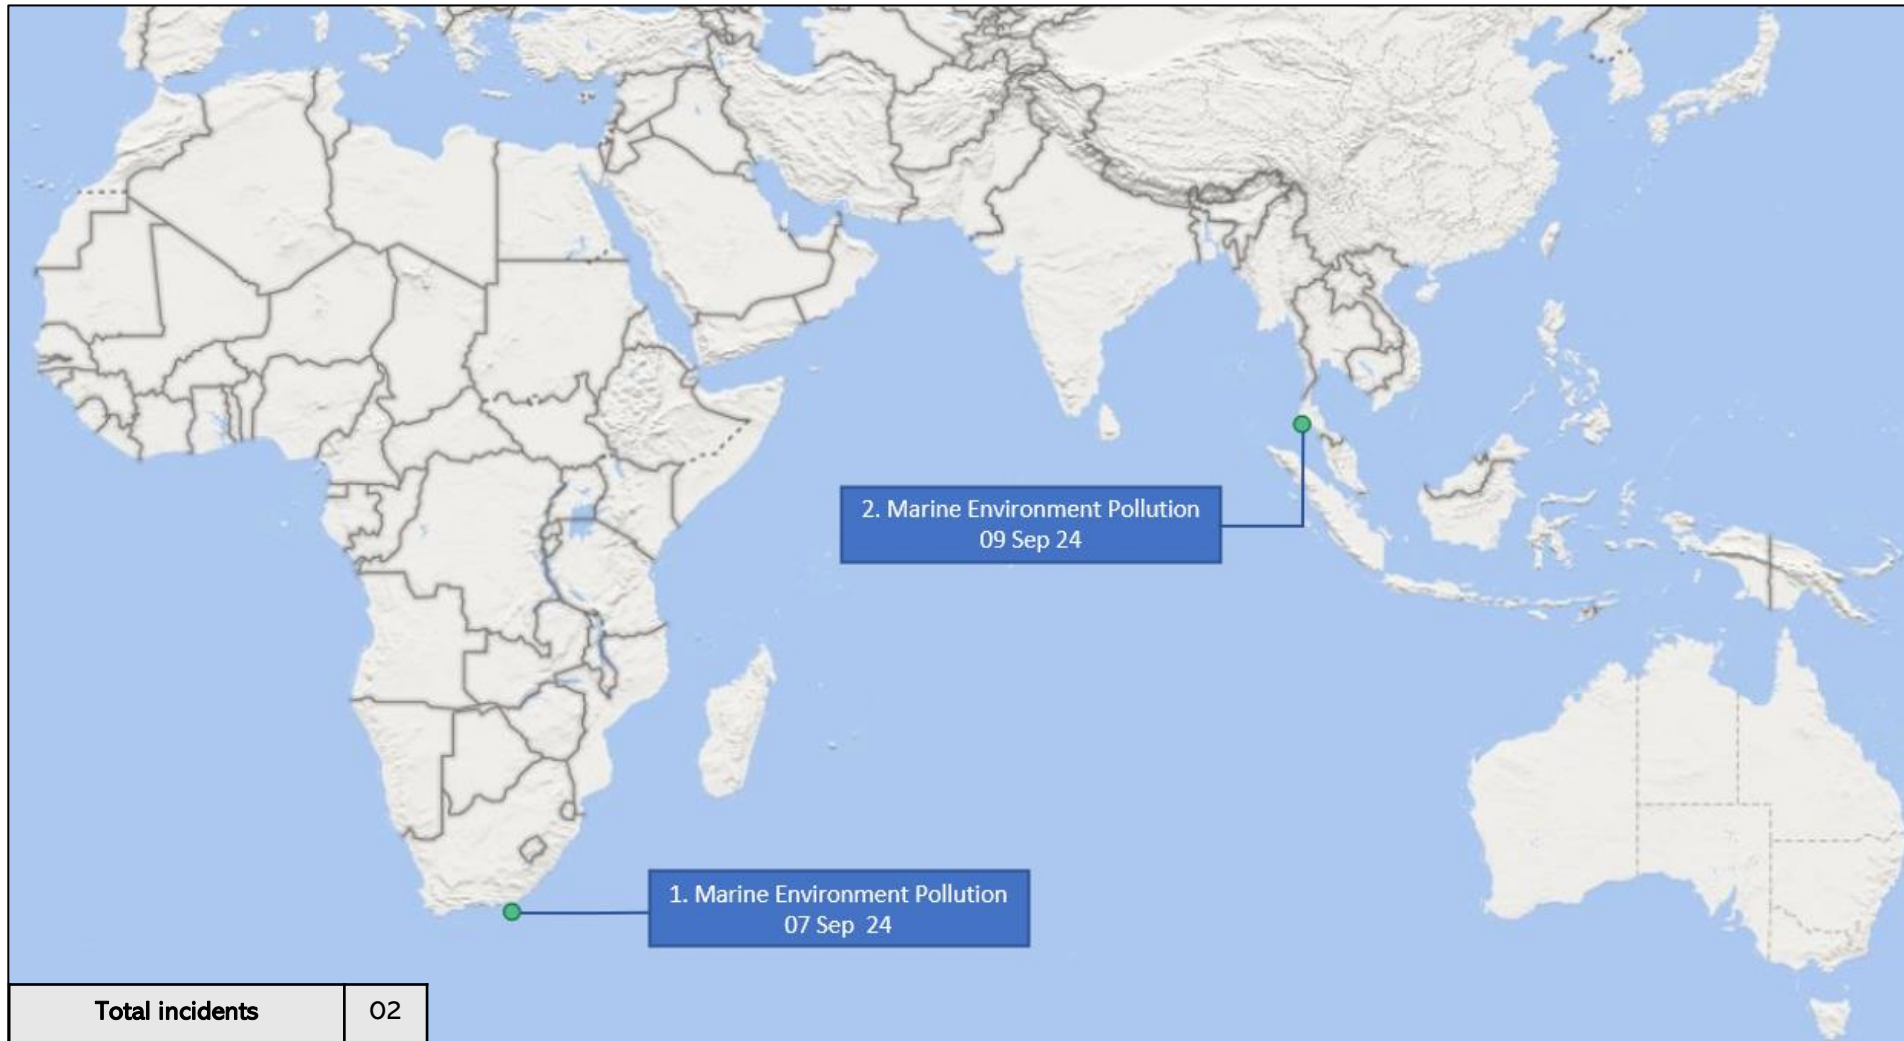 2. Marine Environment Pollution
09 Sep 24
1. Marine Environment Pollution
07 Sep 24
Total incidents 02